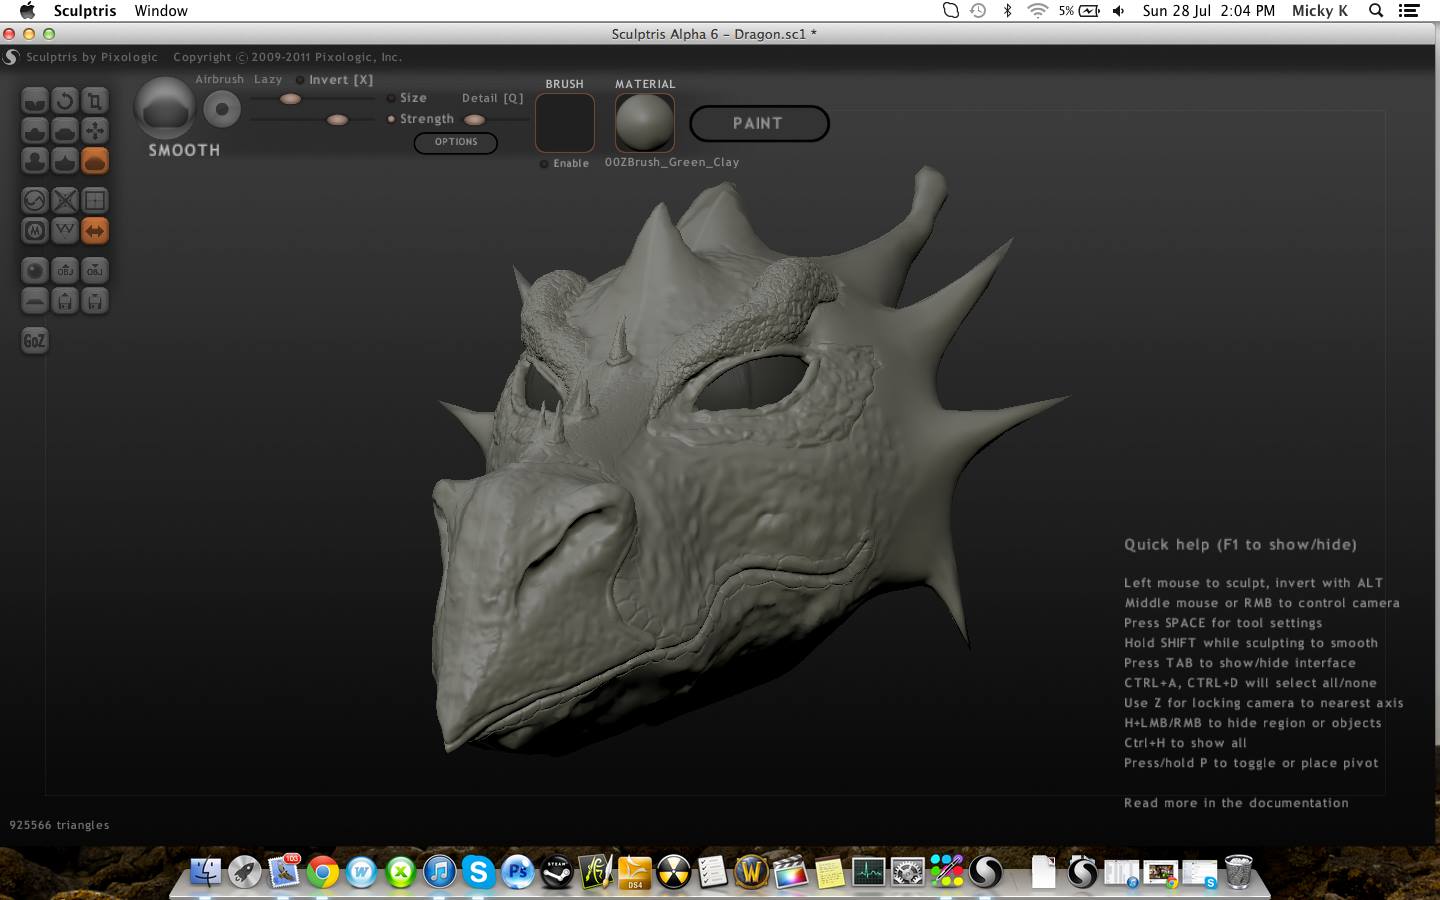 Sculptris Window 5% Sun 28 Jul 2:04 PM Micky K
Sculptris Alpha 6 – Dragon.sc1 *
Sculptris by Pixologic Copyright © 2009-2011 Pixologic, Inc.
Airbrush Lazy Invert [X]
BRUSH MATERIAL
Size Detail [Q]
Strength
PAINT
OPTIONS
SMOOTH
Enable 00ZBrush_Green_Clay
OBJ OBJ
GoZ
Quick help (F1 to show/hide)
Left mouse to sculpt, invert with ALT
Middle mouse or RMB to control camera
Press SPACE for tool settings
Hold SHIFT while sculpting to smooth
Press TAB to show/hide interface
CTRL+A, CTRL+D will select all/none
Use Z for locking camera to nearest axis
H+LMB/RMB to hide region or objects
Ctrl+H to show all
Press/hold P to toggle or place pivot
Read more in the documentation
925566 triangles
103
Ps
STEAM
DS4